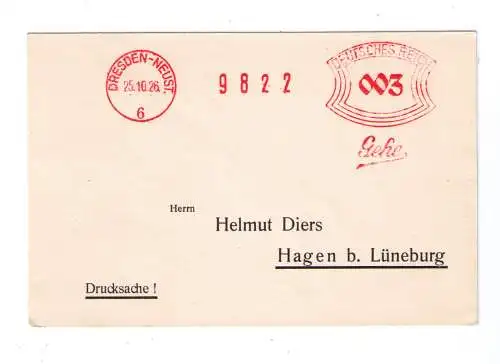 DEUTSCHES REICH
DRESDEN-NEUST.
25.10.26.
6
9822
003
Gehe
Herrn
Helmut Diers
Hagen b. Lüneburg
Drucksache !